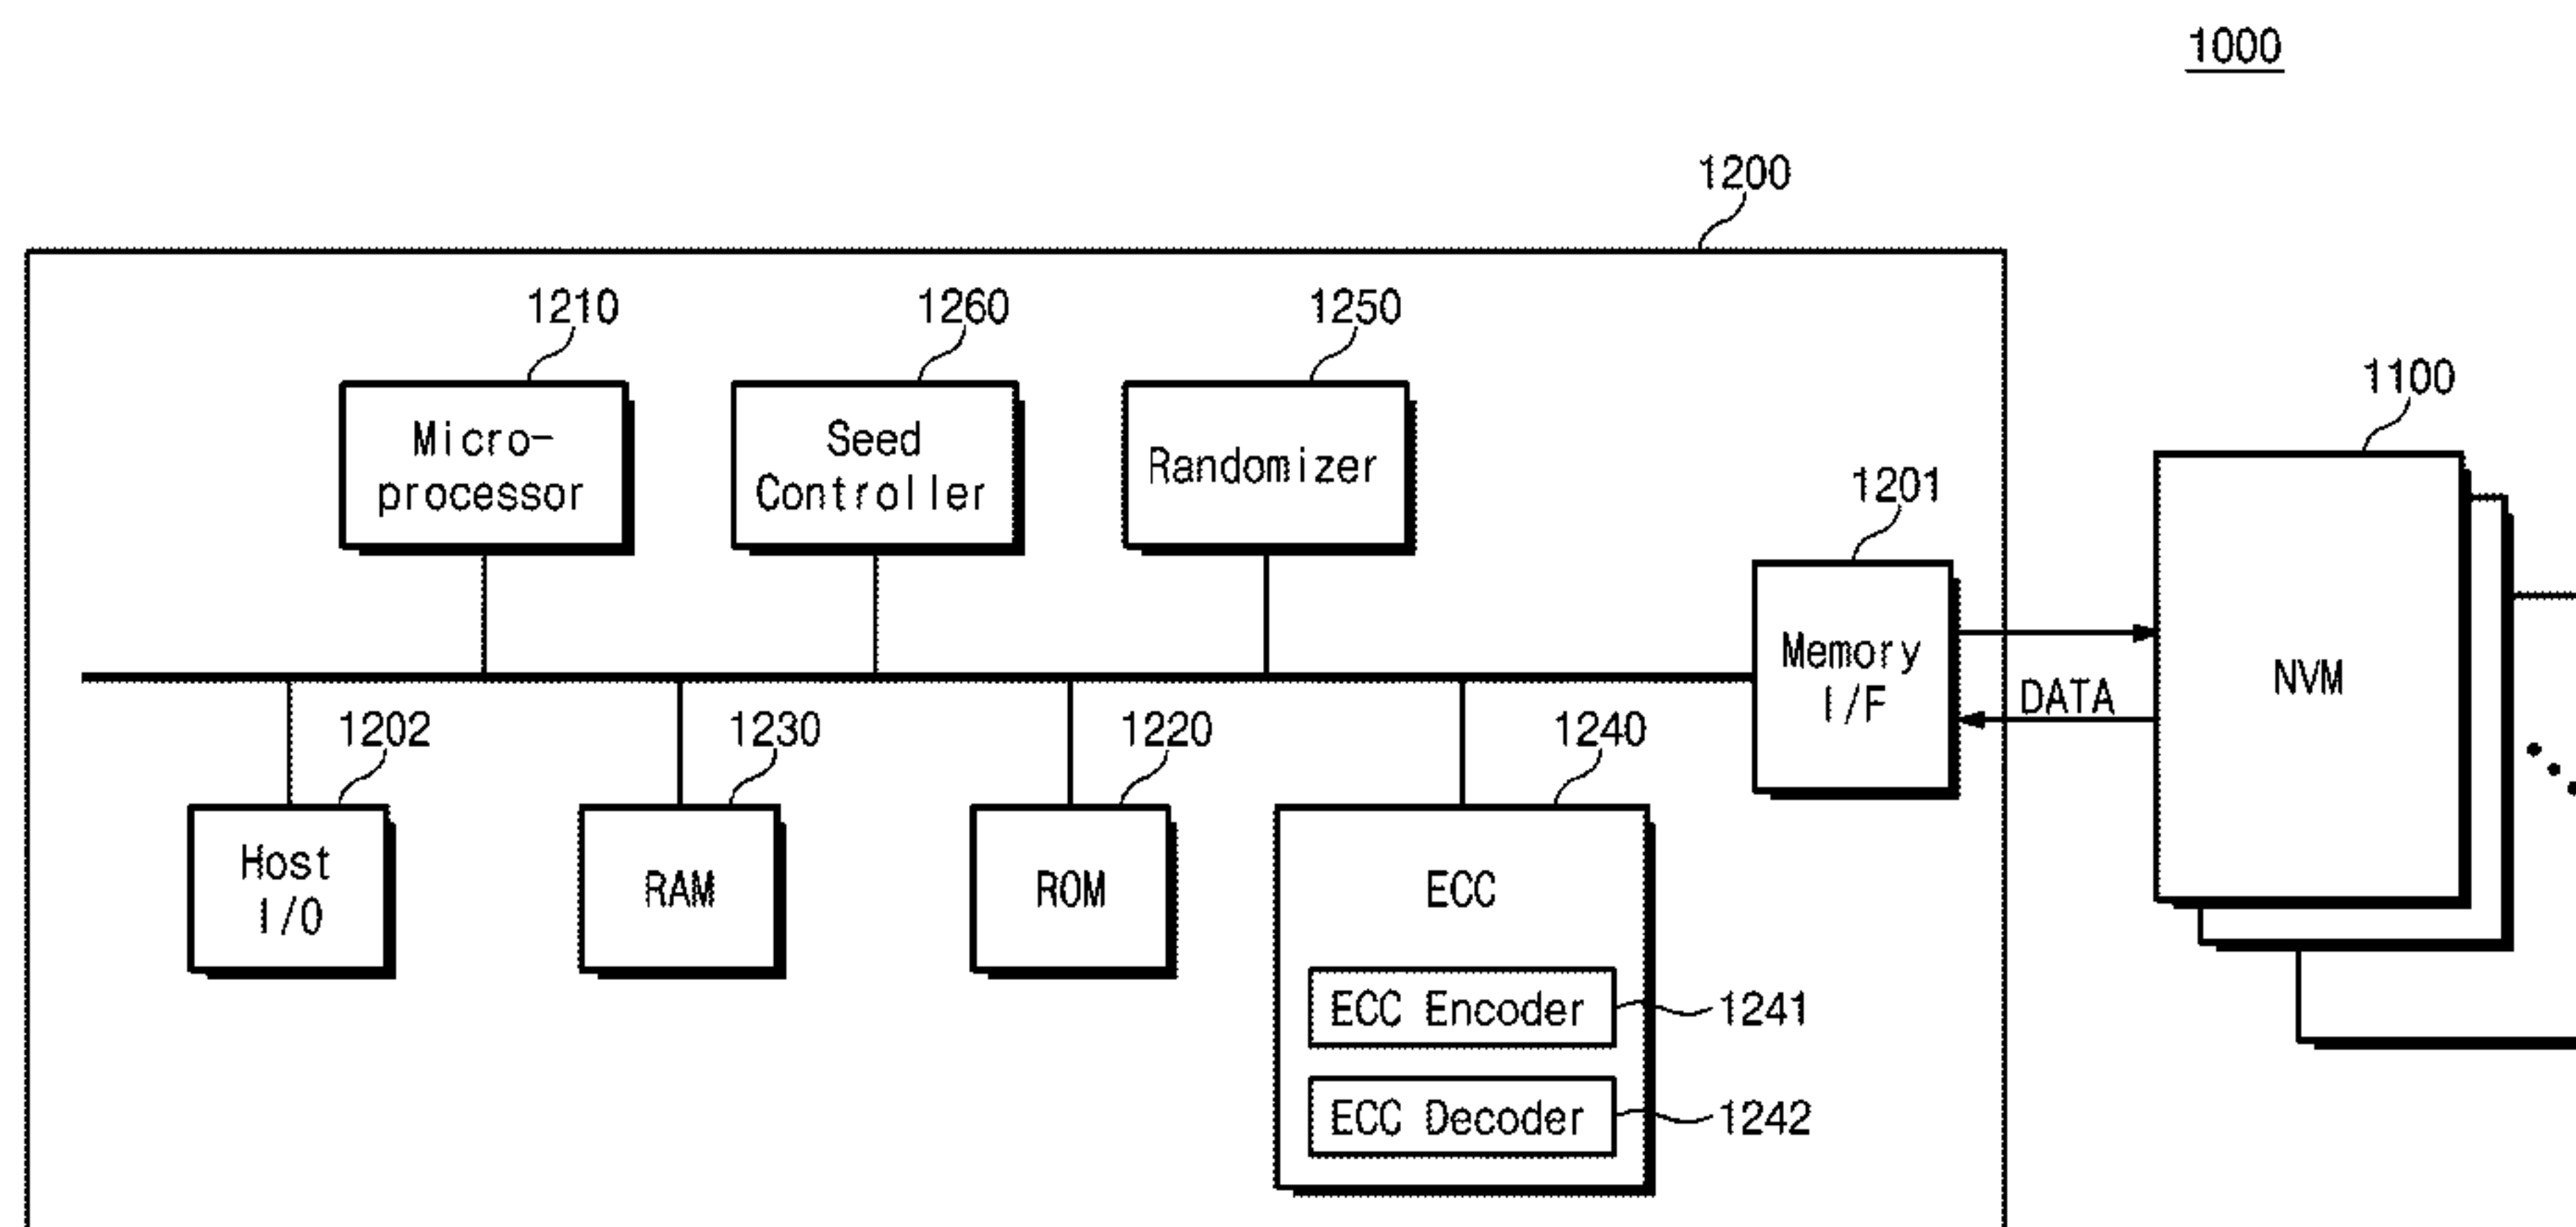 1000
1200
1210
1260
1250
1100
Micro-
processor
Seed
Controller
Randomizer
1201
Memory
I/F
DATA
NVM
1202
1230
1220
1240
Host
I/O
RAM
ROM
ECC
ECC Encoder
1241
ECC Decoder
1242